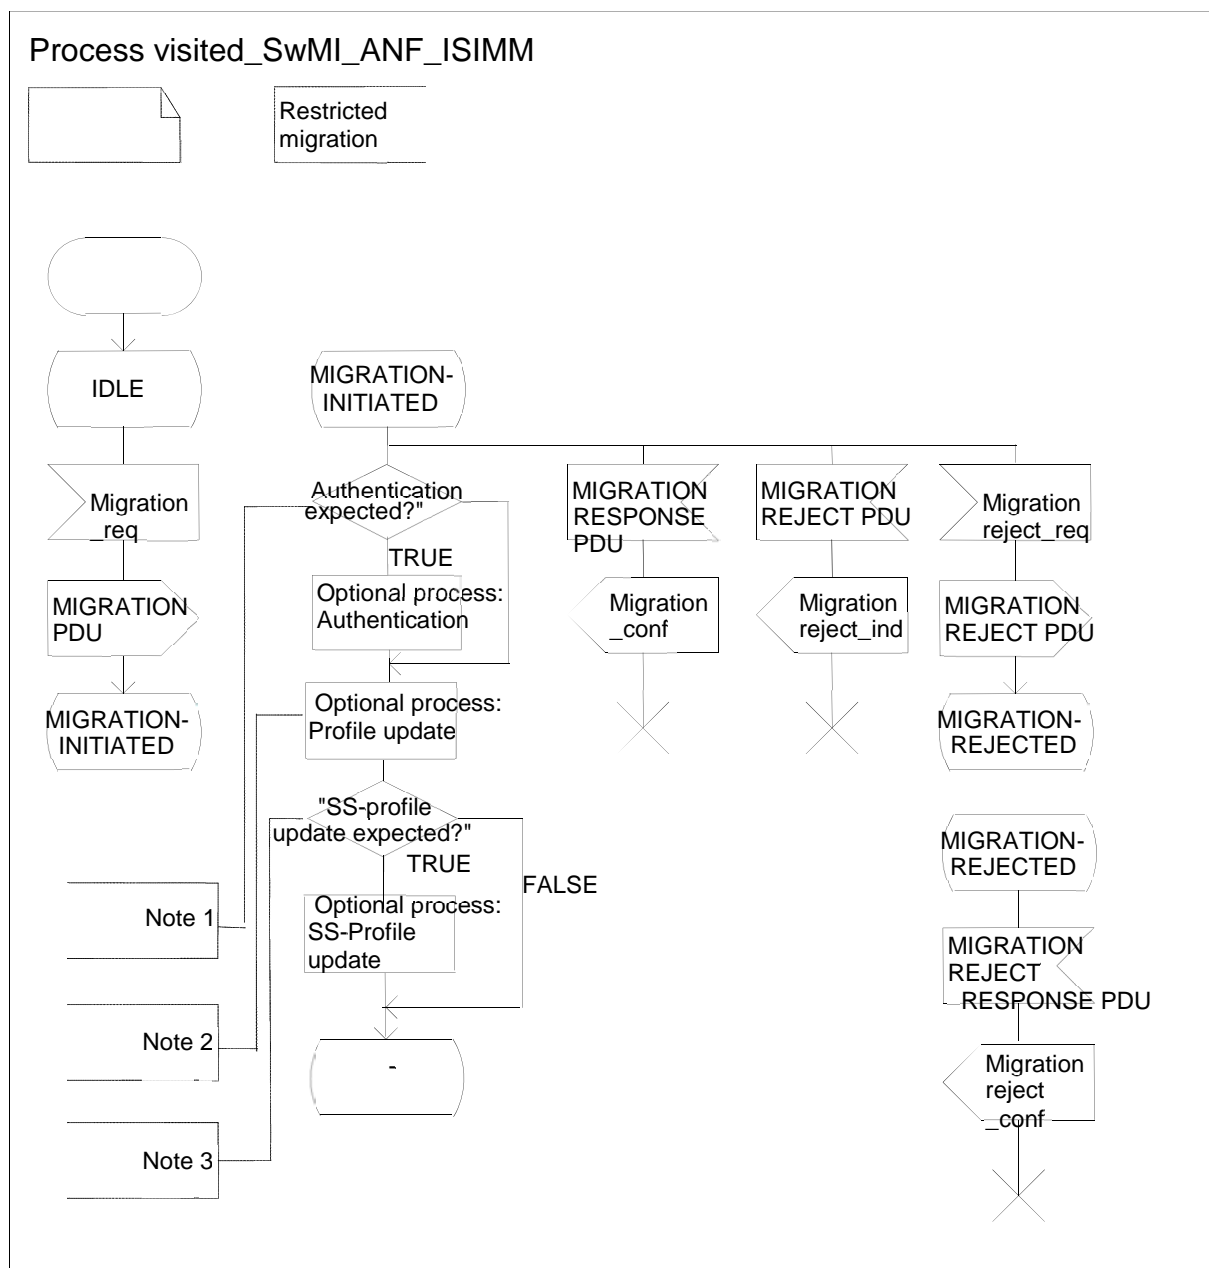 Process visited_SwMI_ANF_ISIMM
Restricted
migration
IDLE
Migration
_req
MIGRATION
PDU
MIGRATION-
INITIATED
MIGRATION-
INITIATED
Authentication
expected?"
TRUE
Optional process:
Authentication
Optional process:
Profile update
"SS-profile
update expected?"
TRUE
FALSE
Optional process:
SS-Profile
update
-
Note 1
Note 2
Note 3
MIGRATION
RESPONSE
PDU
Migration
_conf
MIGRATION
REJECT PDU
Migration
reject_ind
Migration
reject_req
MIGRATION
REJECT PDU
MIGRATION-
REJECTED
MIGRATION-
REJECTED
MIGRATION
REJECT
RESPONSE PDU
Migration
reject
_conf